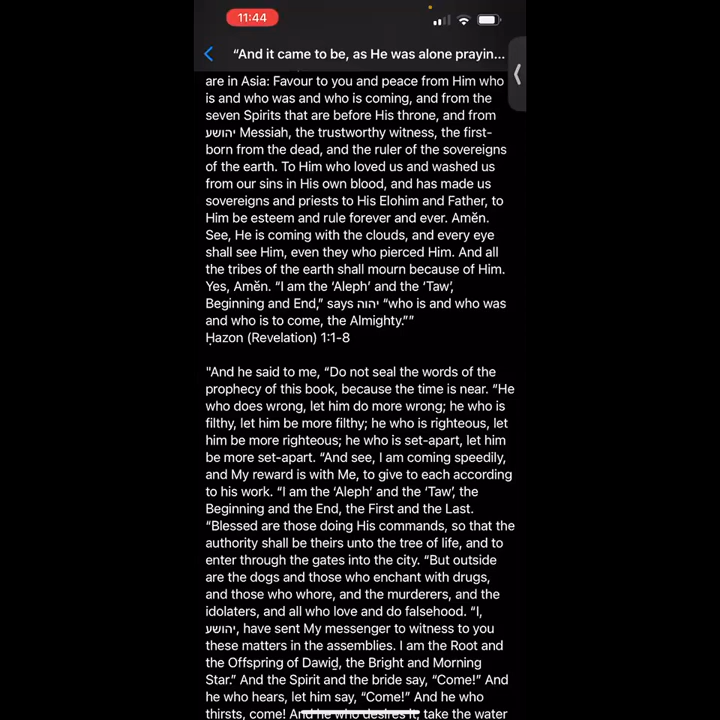 11:44
“And it came to be, as He was alone prayin...
are in Asia: Favour to you and peace from Him who
is and who was and who is coming, and from the
seven Spirits that are before His throne, and from
יהושע Messiah, the trustworthy witness, the first-
born from the dead, and the ruler of the sovereigns
of the earth. To Him who loved us and washed us
from our sins in His own blood, and has made us
sovereigns and priests to His Elohim and Father, to
Him be esteem and rule forever and ever. Amĕn.
See, He is coming with the clouds, and every eye
shall see Him, even they who pierced Him. And all
the tribes of the earth shall mourn because of Him.
Yes, Amĕn. “I am the ‘Aleph’ and the ‘Taw’,
Beginning and End,” says יהוה “who is and who was
and who is to come, the Almighty.””
Ḥazon (Revelation) 1:1-8
"And he said to me, “Do not seal the words of the
prophecy of this book, because the time is near. “He
who does wrong, let him do more wrong; he who is
filthy, let him be more filthy; he who is righteous, let
him be more righteous; he who is set-apart, let him
be more set-apart. “And see, I am coming speedily,
and My reward is with Me, to give to each according
to his work. “I am the ‘Aleph’ and the ‘Taw’, the
Beginning and the End, the First and the Last.
“Blessed are those doing His commands, so that the
authority shall be theirs unto the tree of life, and to
enter through the gates into the city. “But outside
are the dogs and those who enchant with drugs,
and those who whore, and the murderers, and the
idolaters, and all who love and do falsehood. “I,
יהושע, have sent My messenger to witness to you
these matters in the assemblies. I am the Root and
the Offspring of Dawiḏ, the Bright and Morning
Star.” And the Spirit and the bride say, “Come!” And
he who hears, let him say, “Come!” And he who
thirsts, come! And he who desires it, take the water